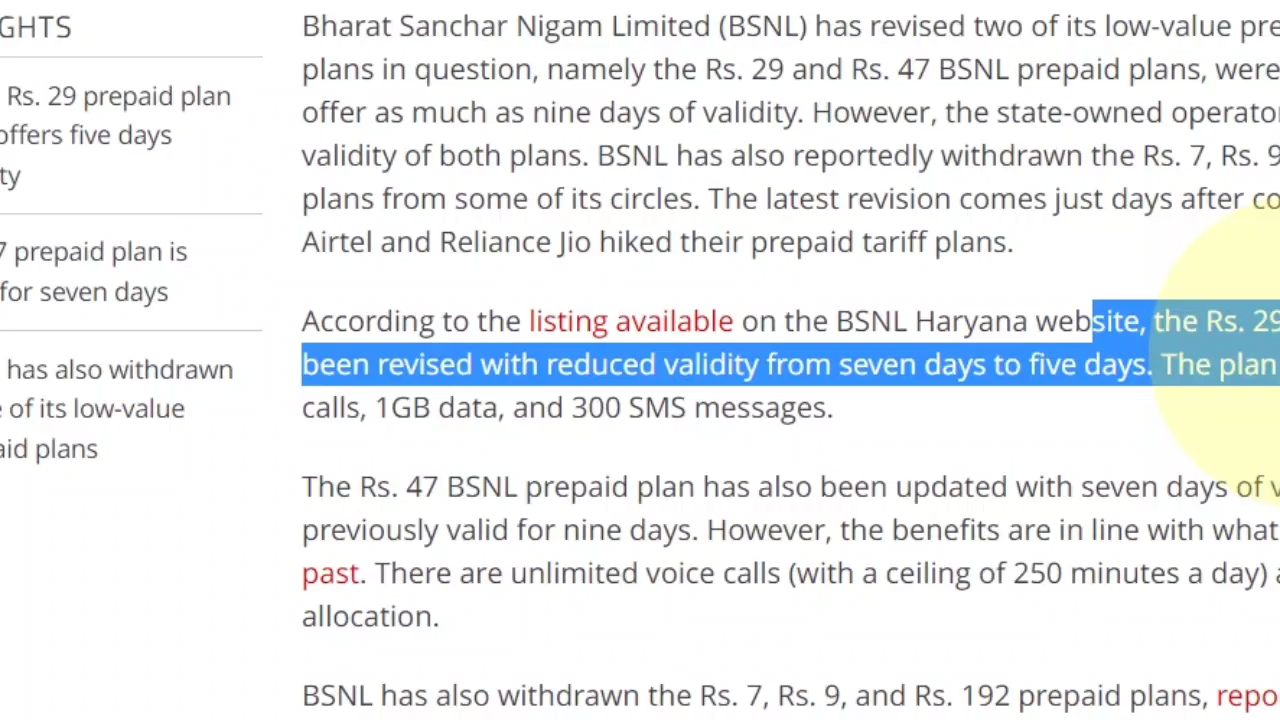 GHTS
Rs. 29 prepaid plan
offers five days
ty
7 prepaid plan is
for seven days
has also withdrawn
of its low-value
aid plans
Bharat Sanchar Nigam Limited (BSNL) has revised two of its low-value pre
plans in question, namely the Rs. 29 and Rs. 47 BSNL prepaid plans, were
offer as much as nine days of validity. However, the state-owned operator
validity of both plans. BSNL has also reportedly withdrawn the Rs. 7, Rs. 9
plans from some of its circles. The latest revision comes just days after co
Airtel and Reliance Jio hiked their prepaid tariff plans.
According to the listing available on the BSNL Haryana website, the Rs. 29
been revised with reduced validity from seven days to five days. The plan
calls, 1GB data, and 300 SMS messages.
The Rs. 47 BSNL prepaid plan has also been updated with seven days of v
previously valid for nine days. However, the benefits are in line with what
past. There are unlimited voice calls (with a ceiling of 250 minutes a day) a
allocation.
BSNL has also withdrawn the Rs. 7, Rs. 9, and Rs. 192 prepaid plans, repo